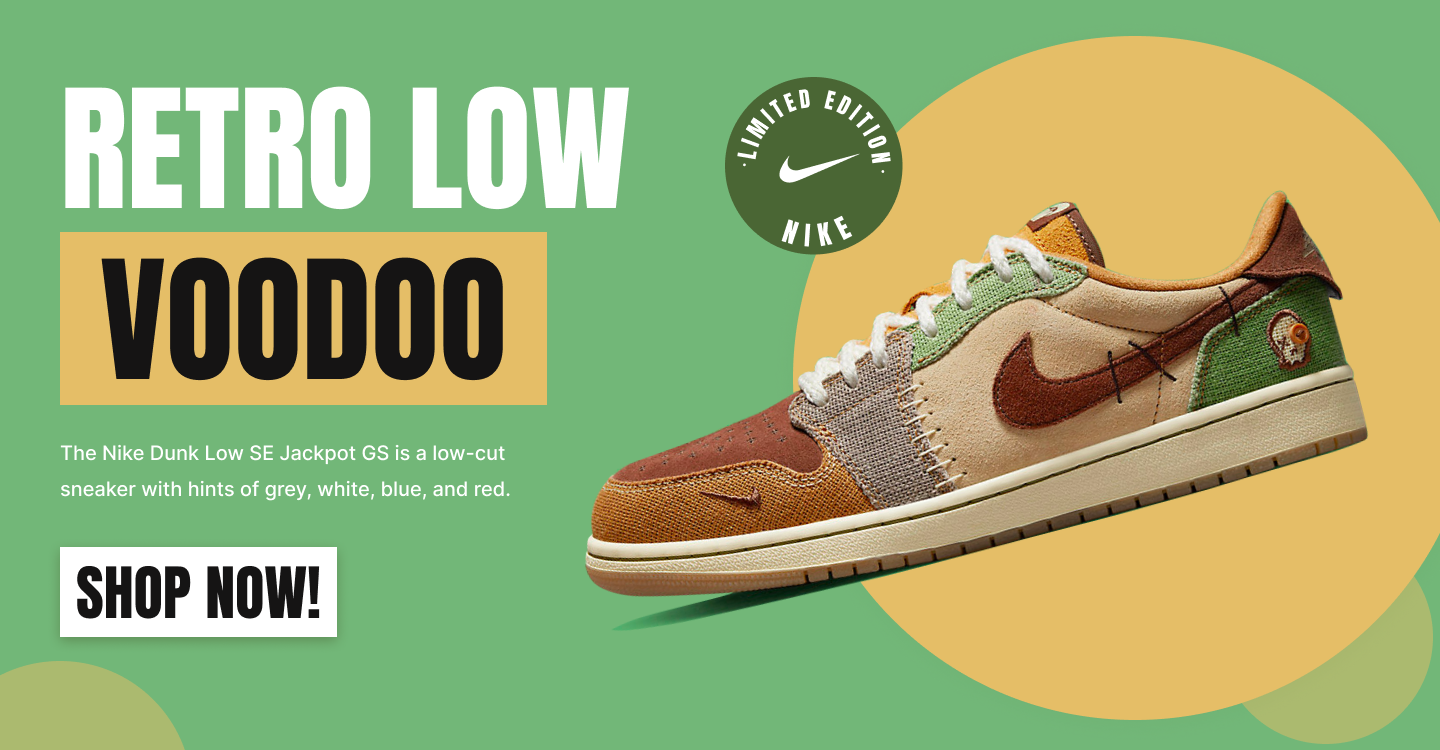 RETRO LOW
VOODOO
The Nike Dunk Low SE Jackpot GS is a low-cut
sneaker with hints of grey, white, blue, and red.
SHOP NOW!
·LIMITED EDITION·
NIKE